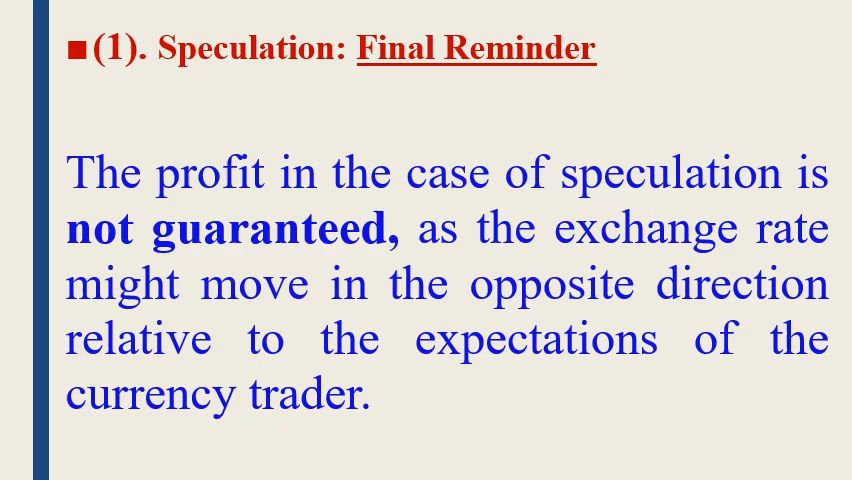 (1). Speculation: Final Reminder
The profit in the case of speculation is
not guaranteed, as the exchange rate
might move in the opposite direction
relative to the expectations of the
currency trader.